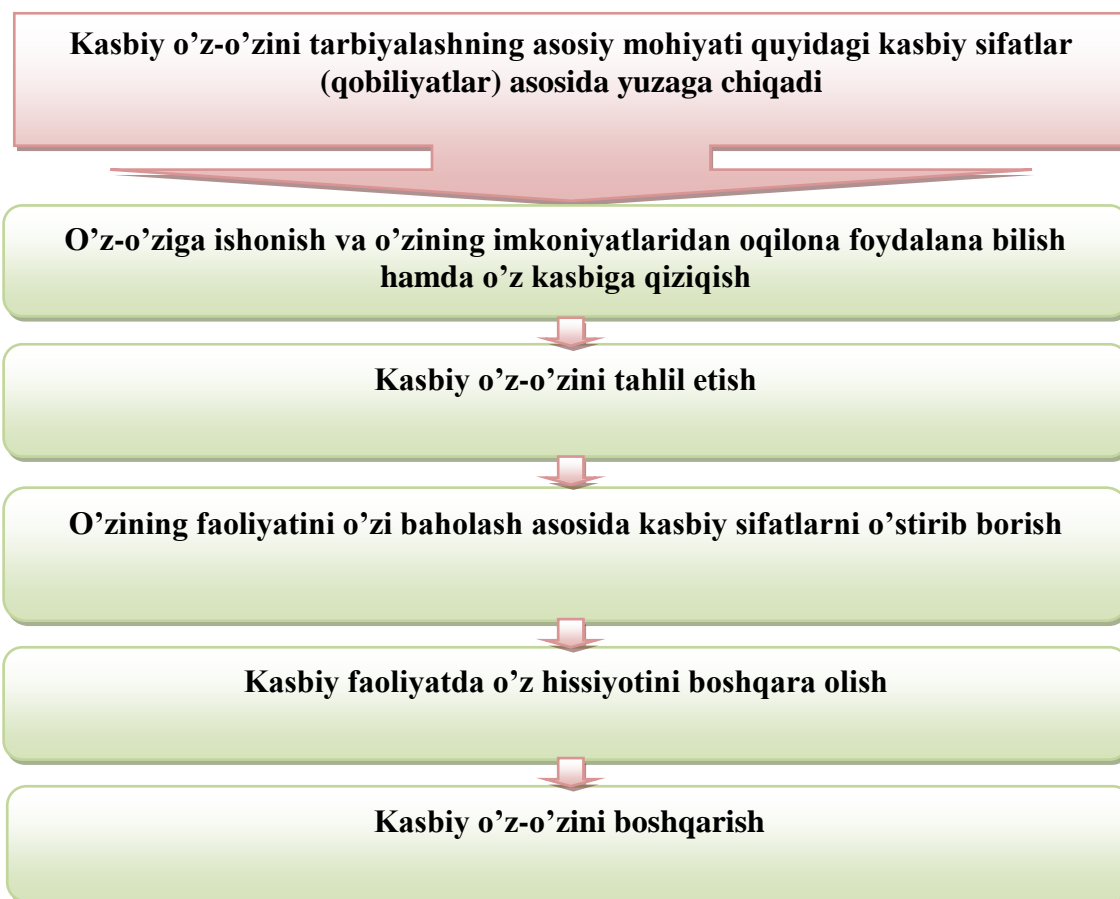 Kasbiy o’z-o’zini tarbiyalashning asosiy mohiyati quyidagi kasbiy sifatlar
(qobiliyatlar) asosida yuzaga chiqadi
O’z-o’ziga ishonish va o’zining imkoniyatlaridan oqilona foydalana bilish
hamda o’z kasbiga qiziqish
Kasbiy o’z-o’zini tahlil etish
O’zining faoliyatini o’zi baholash asosida kasbiy sifatlarni o’stirib borish
Kasbiy faoliyatda o’z hissiyotini boshqara olish
Kasbiy o’z-o’zini boshqarish